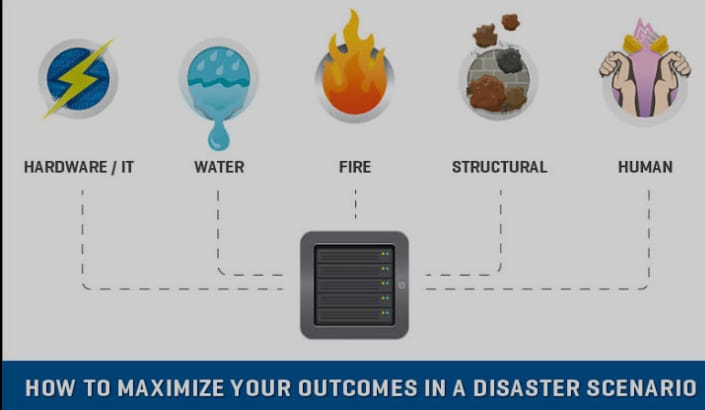 HARDWARE / IT
WATER
FIRE
STRUCTURAL
HUMAN
HOW TO MAXIMIZE YOUR OUTCOMES IN A DISASTER SCENARIO